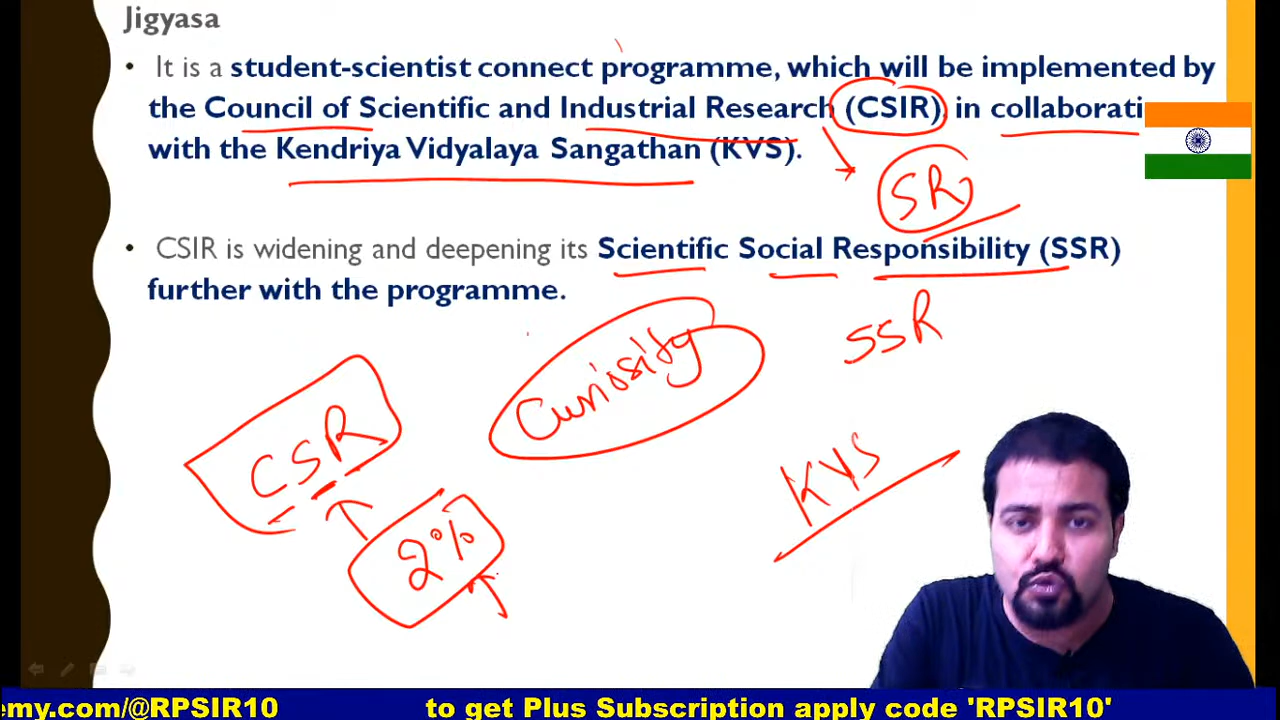 Jigyasa
• It is a student-scientist connect programme, which will be implemented by
the Council of Scientific and Industrial Research (CSIR), in collaborati
with the Kendriya Vidyalaya Sangathan (KVS).
SR
• CSIR is widening and deepening its Scientific Social Responsibility (SSR)
further with the programme.
SSR
Curiosity
CSR
KVS
2%
emy.com/@RPSIR10 to get Plus Subscription apply code 'RPSIR10'